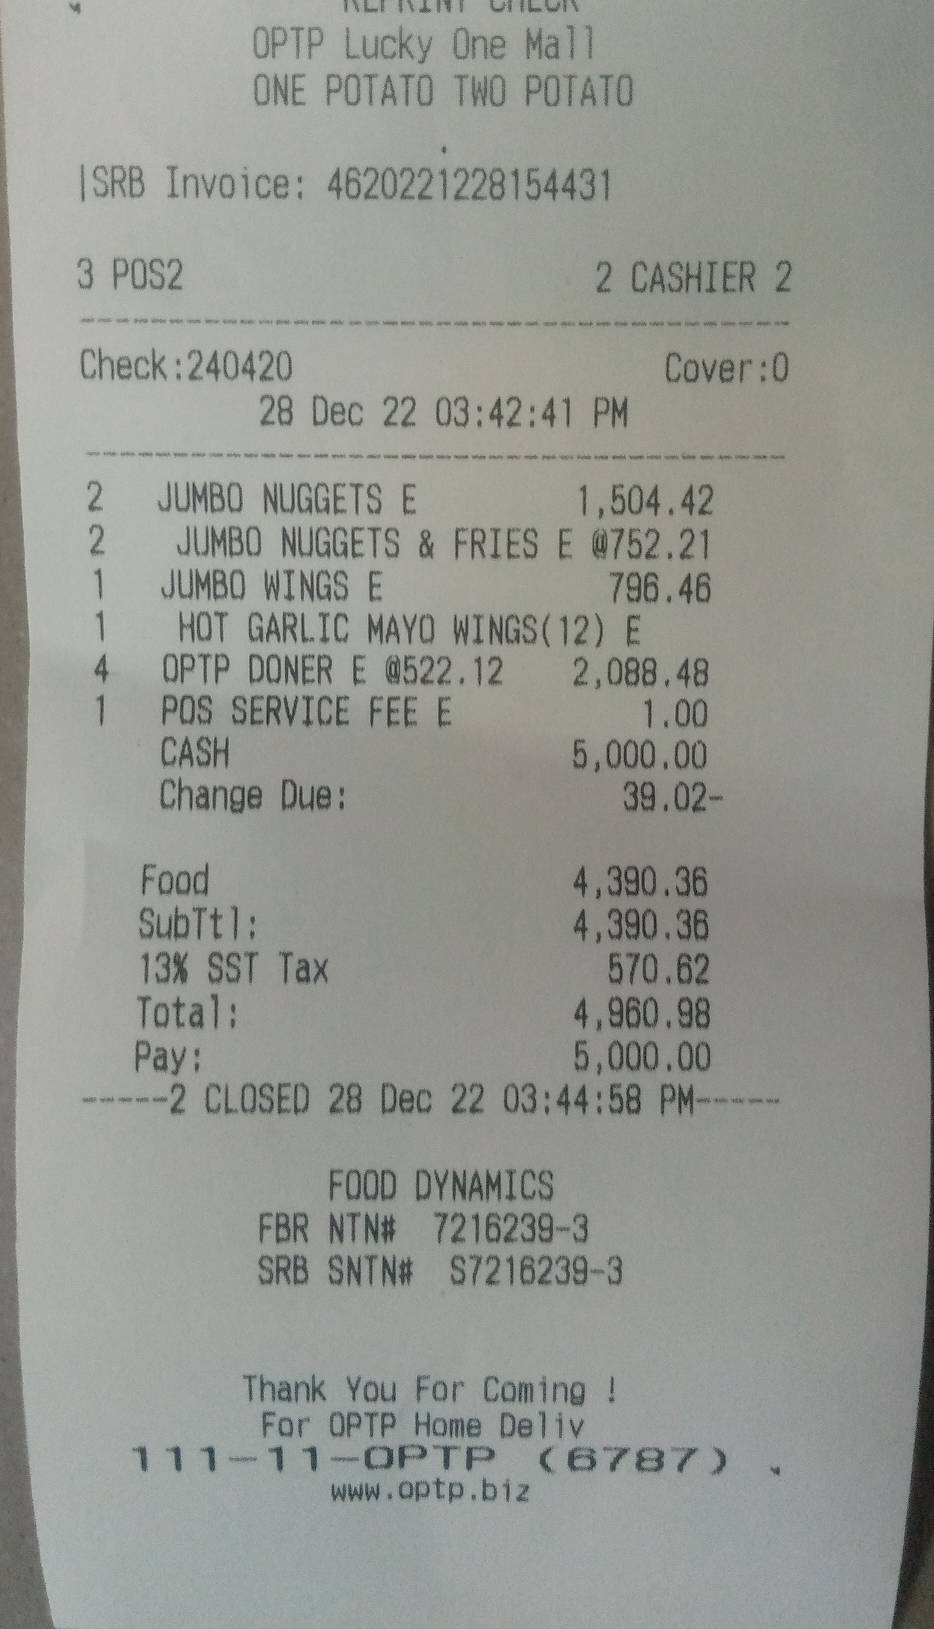 REPRINT CHECK
OPTP Lucky One Mall
ONE POTATO TWO POTATO
|SRB Invoice: 4620221228154431
3 POS2 2 CASHIER 2
Check:240420 Cover:0
28 Dec 22 03:42:41 PM
2 JUMBO NUGGETS E 1,504.42
2 JUMBO NUGGETS & FRIES E @752.21
1 JUMBO WINGS E 796.46
1 HOT GARLIC MAYO WINGS(12) E
4 OPTP DONER E @522.12 2,088.48
1 POS SERVICE FEE E 1.00
CASH 5,000.00
Change Due: 39.02-
Food 4,390.36
SubTtl: 4,390.36
13% SST Tax 570.62
Total: 4,960.98
Pay: 5,000.00
-----2 CLOSED 28 Dec 22 03:44:58 PM-----
FOOD DYNAMICS
FBR NTN# 7216239-3
SRB SNTN# S7216239-3
Thank You For Coming !
For OPTP Home Deliv
111-11-OPTP (6787)
www.optp.biz